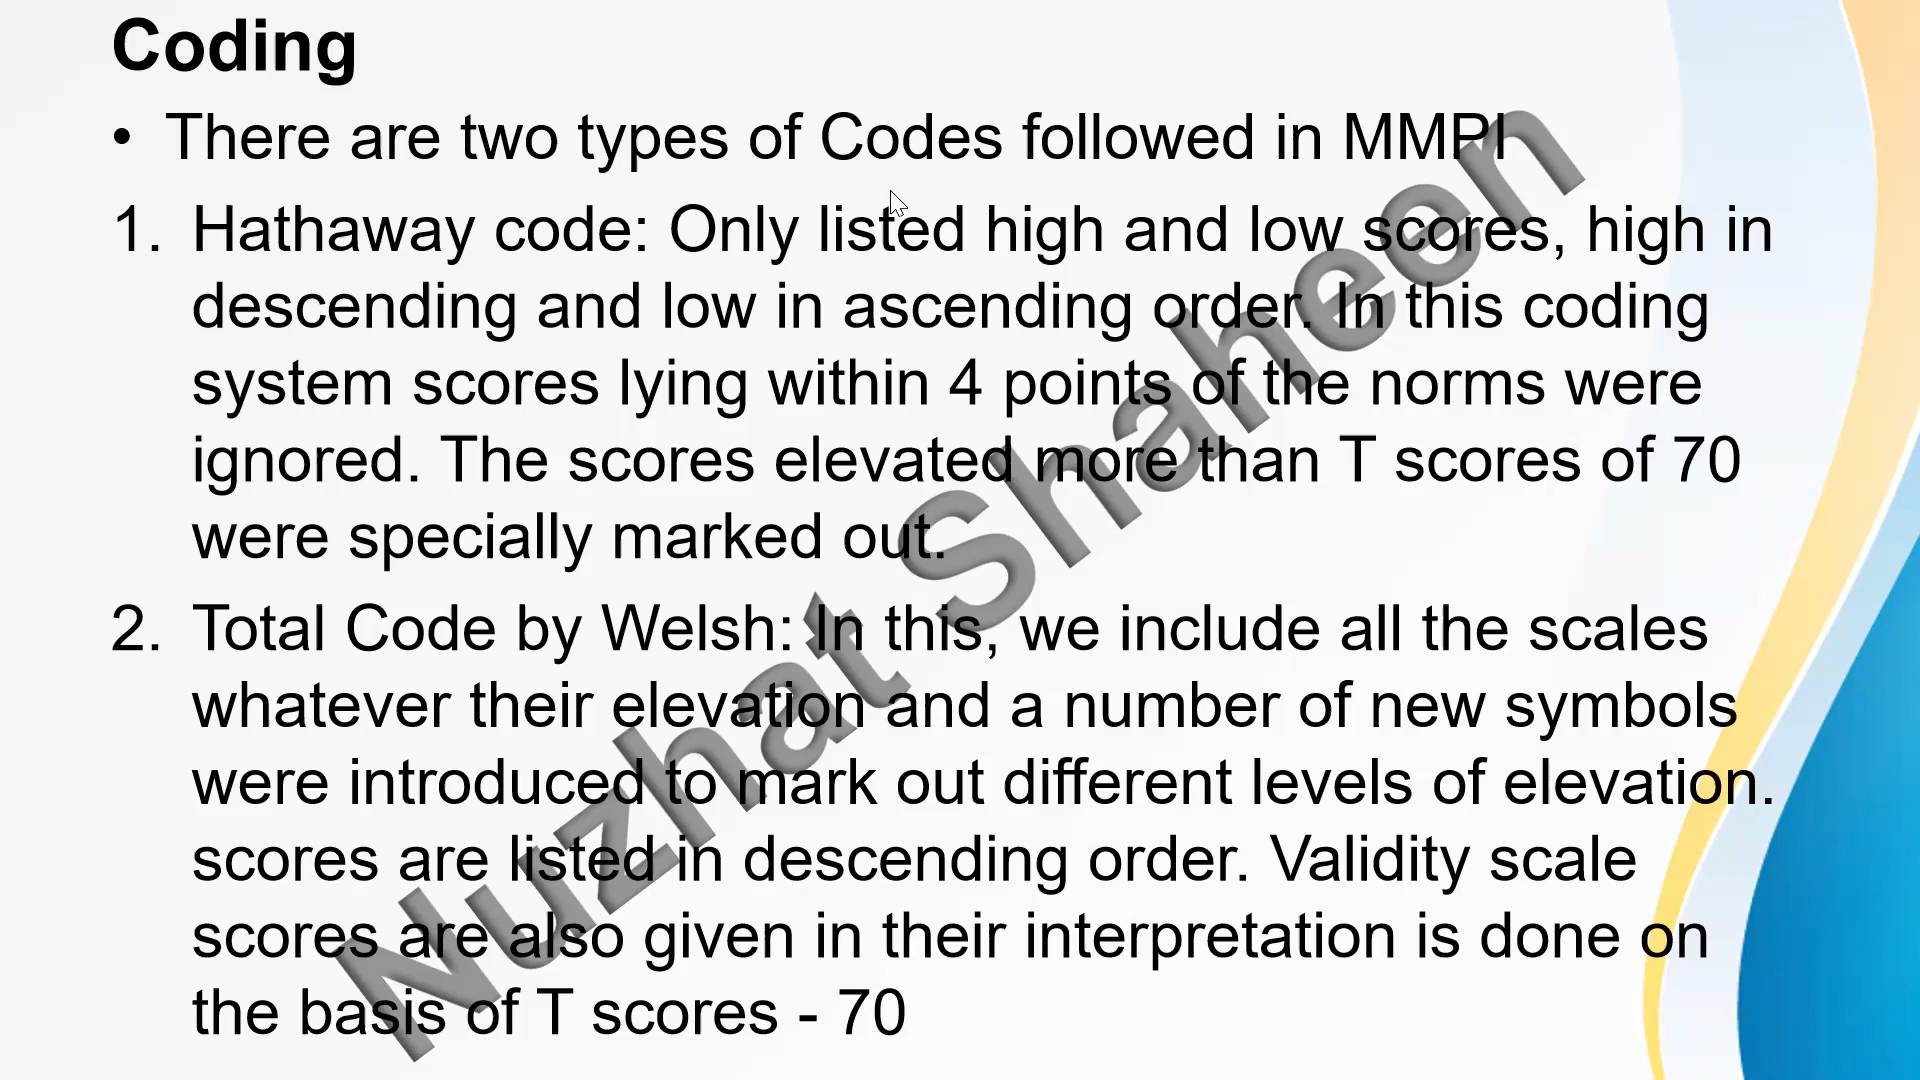 Coding
• There are two types of Codes followed in MMPI
1. Hathaway code: Only listed high and low scores, high in
descending and low in ascending order. In this coding
system scores lying within 4 points of the norms were
ignored. The scores elevated more than T scores of 70
were specially marked out.
2. Total Code by Welsh: In this, we include all the scales
whatever their elevation and a number of new symbols
were introduced to mark out different levels of elevation.
scores are listed in descending order. Validity scale
scores are also given in their interpretation is done on
the basis of T scores - 70
Nuzhat Shaheen